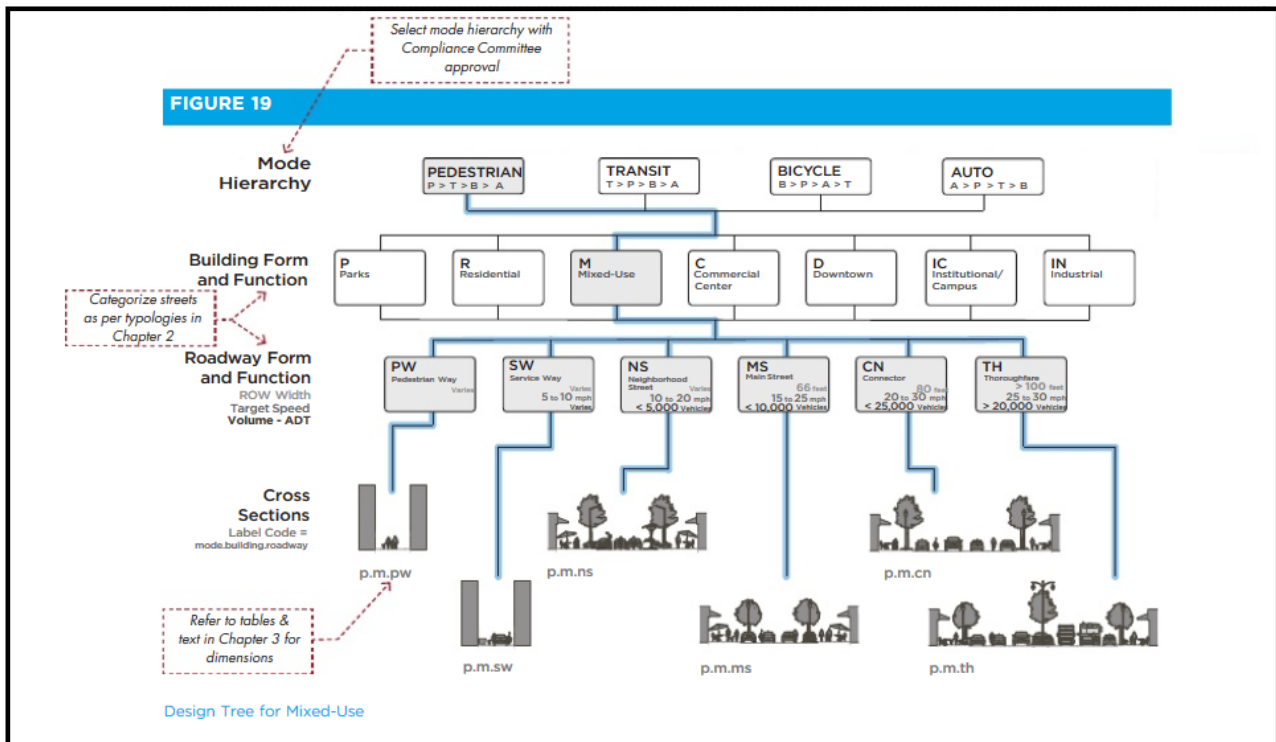 Select mode hierarchy with
Compliance Committee
approval
FIGURE 19
Mode
Hierarchy
PEDESTRIAN
P > T > B > A
TRANSIT
T > P > B > A
BICYCLE
B > P > A > T
AUTO
A > P > T > B
Building Form
and Function
P
Parks
R
Residential
M
Mixed-Use
C
Commercial
Center
D
Downtown
IC
Institutional/
Campus
IN
Industrial
Categorize streets
as per typologies in
Chapter 2
Roadway Form
and Function
ROW Width
Target Speed
Volume - ADT
PW
Pedestrian Way
Varies
SW
Service Way
Varies
5 to 10 mph
Varies
NS
Neighborhood
Street
Varies
10 to 20 mph
< 5,000 Vehicles
MS
Main Street
66 feet
15 to 25 mph
< 10,000 Vehicles
CN
Connector
80 feet
20 to 30 mph
< 25,000 Vehicles
TH
Thoroughfare
> 100 feet
25 to 30 mph
> 20,000 Vehicles
Cross
Sections
Label Code =
mode.building.roadway
p.m.pw
p.m.ns
p.m.cn
Refer to tables &
text in Chapter 3 for
dimensions
p.m.sw
p.m.ms
p.m.th
Design Tree for Mixed-Use